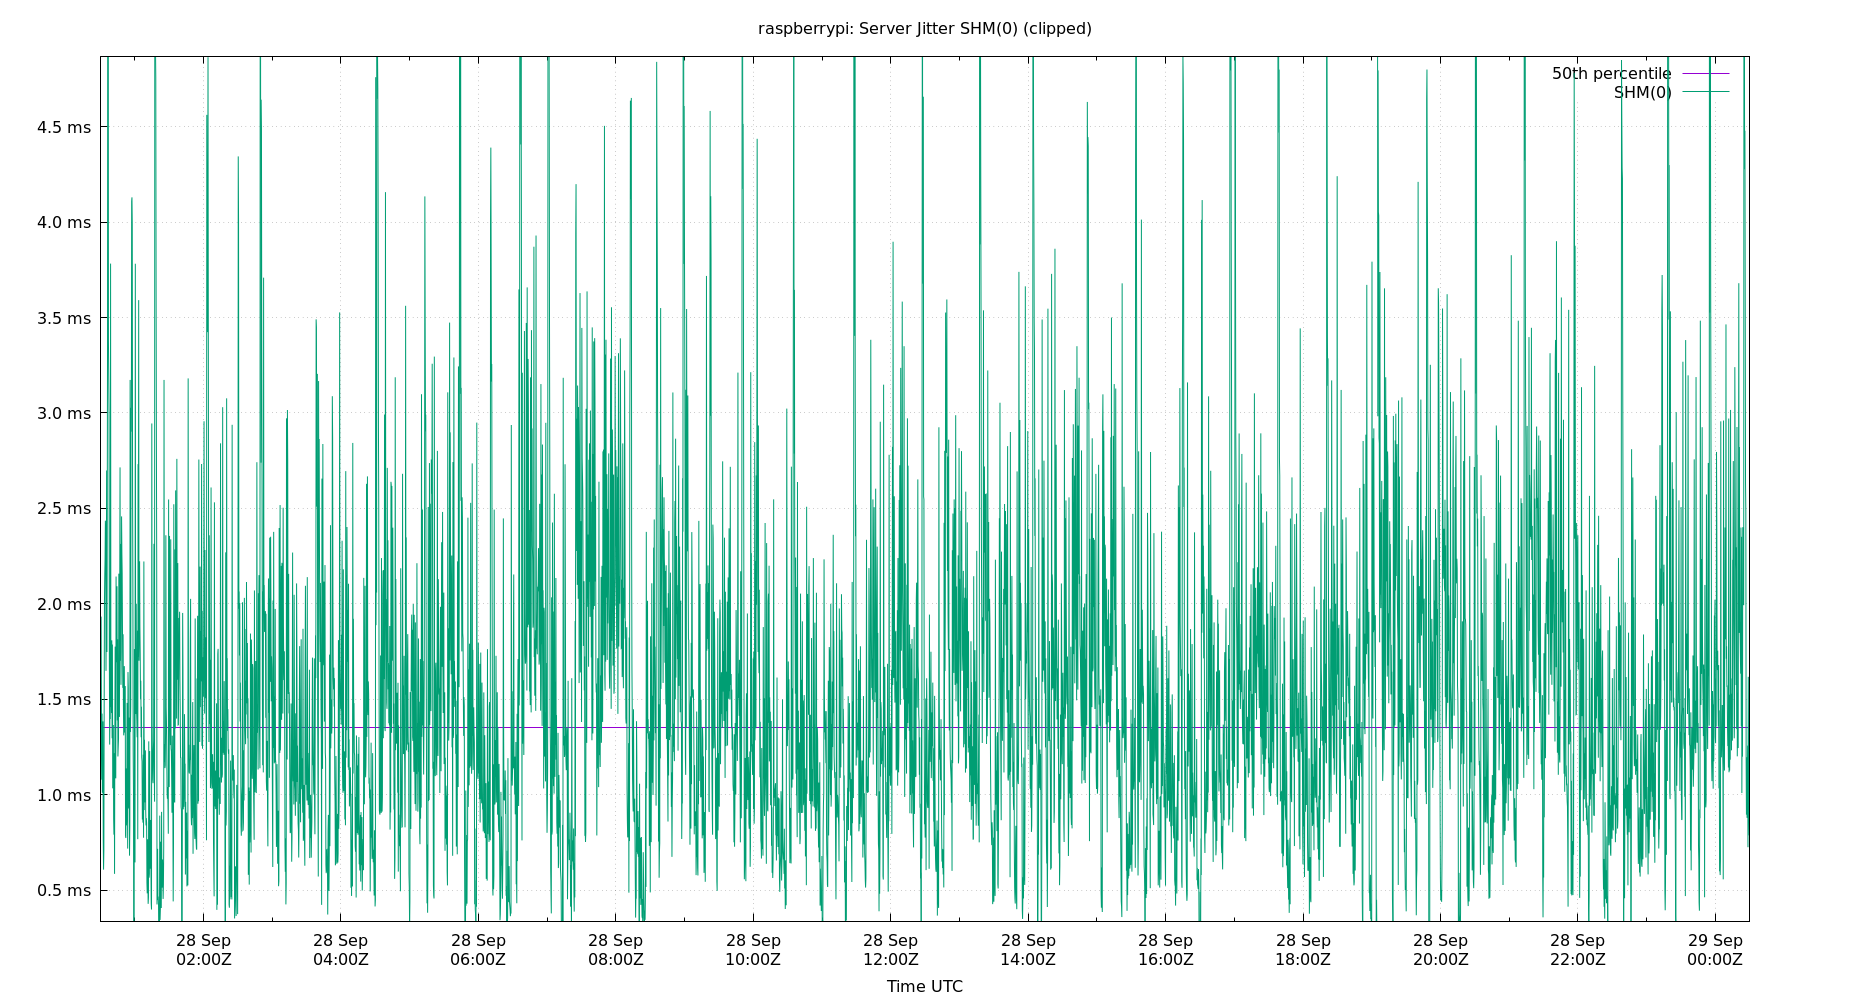 raspberrypi: Server Jitter SHM(0) (clipped)
50th percentile
SHM(0)
4.5 ms
4.0 ms
3.5 ms
3.0 ms
2.5 ms
2.0 ms
1.5 ms
1.0 ms
0.5 ms
28 Sep 28 Sep 28 Sep 28 Sep 28 Sep 28 Sep 28 Sep 28 Sep 28 Sep 28 Sep 28 Sep 29 Sep
02:00Z 04:00Z 06:00Z 08:00Z 10:00Z 12:00Z 14:00Z 16:00Z 18:00Z 20:00Z 22:00Z 00:00Z
Time UTC